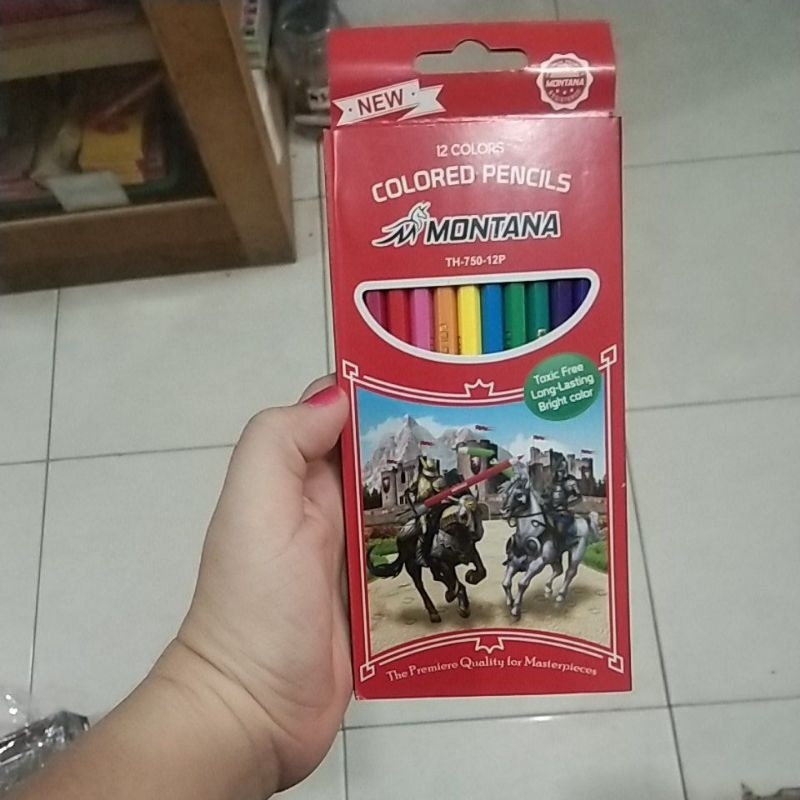 NEW
MONTANA
12 COLORS
COLORED PENCILS
MONTANA
TH-750-12P
Toxic Free
Long-Lasting
Bright color
The Premiere Quality for Masterpieces